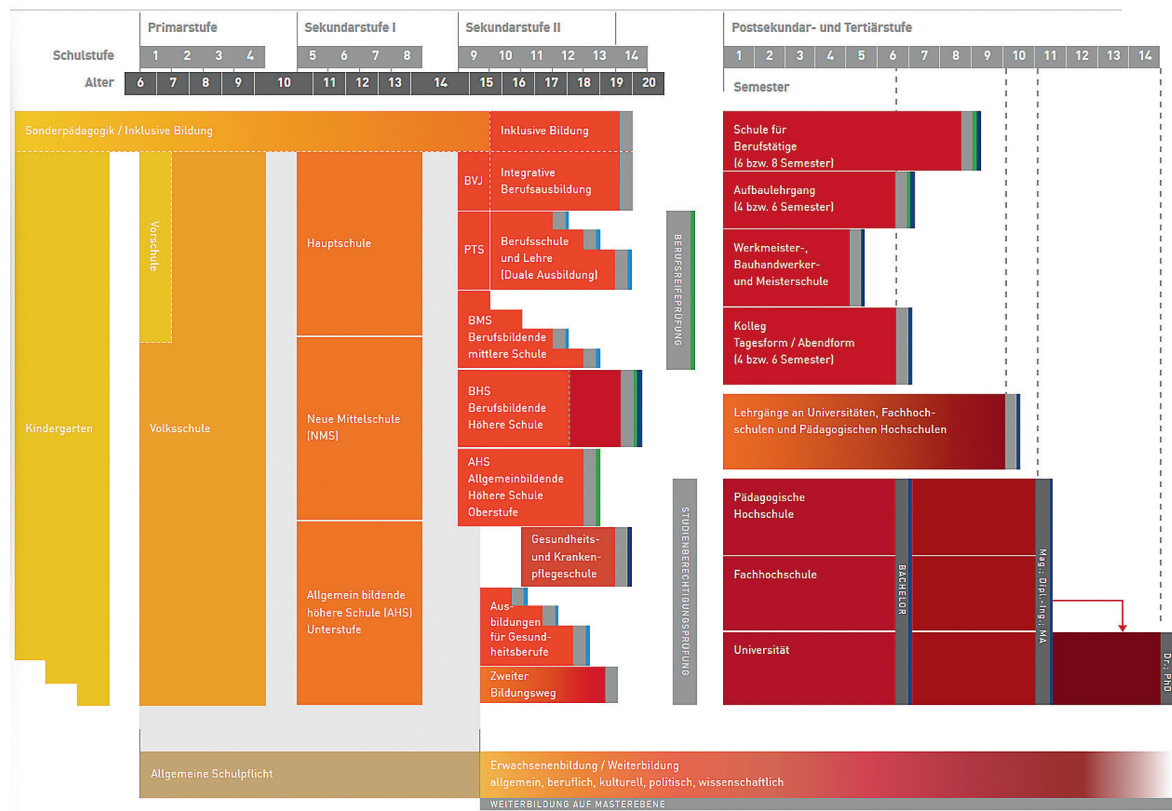 Primarstufe
Sekundarstufe I
Sekundarstufe II
Postsekundar- und Tertiärstufe
Schulstufe
1 2 3 4
5 6 7 8
9 10 11 12 13 14
1 2 3 4 5 6 7 8 9 10 11 12 13 14
Alter
6 7 8 9 10 11 12 13 14 15 16 17 18 19 20
Semester
Sonderpädagogik / Inklusive Bildung
Inklusive Bildung
Kindergarten
Vorschule
Volksschule
Hauptschule
Neue Mittelschule
(NMS)
Allgemein bildende
höhere Schule (AHS)
Unterstufe
BVJ
Integrative
Berufsausbildung
PTS
Berufsschule
und Lehre
(Duale Ausbildung)
BMS
Berufsbildende
mittlere Schule
BHS
Berufsbildende
Höhere Schule
AHS
Allgemeinbildende
Höhere Schule
Oberstufe
Gesundheits-
und Kranken-
pflegeschule
Aus-
bildungen
für Gesund-
heitsberufe
Zweiter
Bildungsweg
BERUFSREIFEPRÜFUNG
STUDIENBERECHTIGUNGSPRÜFUNG
Schule für
Berufstätige
(6 bzw. 8 Semester)
Aufbaulehrgang
(4 bzw. 6 Semester)
Werkmeister-,
Bauhandwerker-
und Meisterschule
Kolleg
Tagesform / Abendform
(4 bzw. 6 Semester)
Lehrgänge an Universitäten, Fachhoch-
schulen und Pädagogischen Hochschulen
Pädagogische
Hochschule
Fachhochschule
Universität
BACHELOR
Mag.; Dipl.-Ing.; MA
Dr.; PhD
Allgemeine Schulpflicht
Erwachsenenbildung / Weiterbildung
allgemein, beruflich, kulturell, politisch, wissenschaftlich
WEITERBILDUNG AUF MASTEREBENE